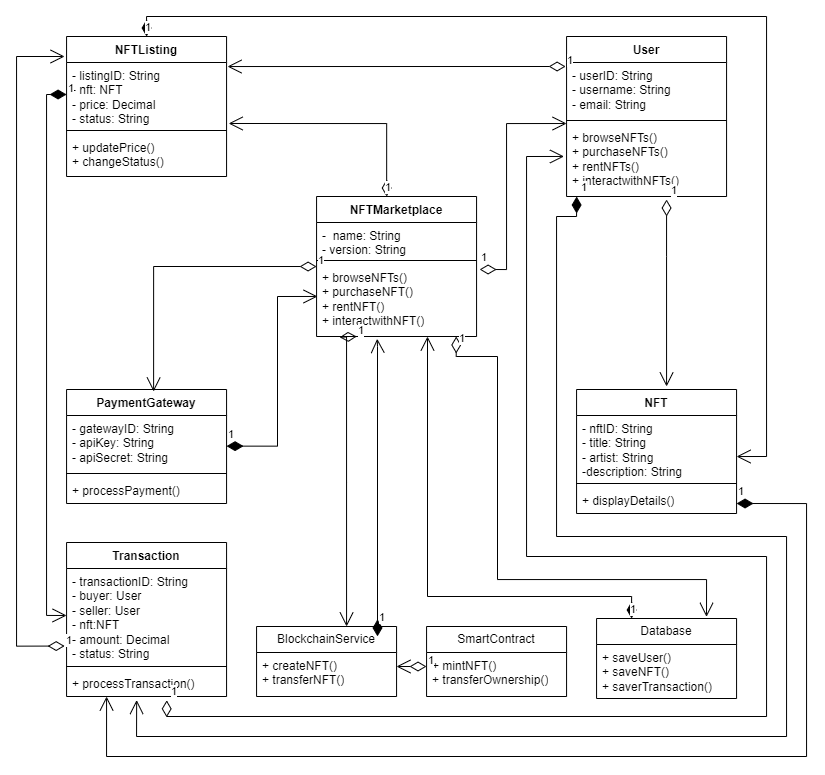 1
NFTListing
- listingID: String
1
- nft: NFT
- price: Decimal
- status: String
+ updatePrice()
+ changeStatus()
User
1
- userID: String
- username: String
- email: String
+ browseNFTs()
+ purchaseNFTs()
+ rentNFTs()
+ interactwithNFTs()
1
1
1
NFTMarketplace
- name: String
- version: String
1
1
+ browseNFTs()
+ purchaseNFT()
+ rentNFT()
+ interactwithNFT()
1
1
PaymentGateway
- gatewayID: String
- apiKey: String
- apiSecret: String
1
+ processPayment()
NFT
- nftID: String
- title: String
- artist: String
-description: String
1
+ displayDetails()
Transaction
- transactionID: String
- buyer: User
- seller: User
- nft:NFT
1
- amount: Decimal
- status: String
+ processTransaction()
1
1
BlockchainService
+ createNFT()
+ transferNFT()
SmartContract
1
+ mintNFT()
+ transferOwnership()
1
Database
+ saveUser()
+ saveNFT()
+ saverTransaction()